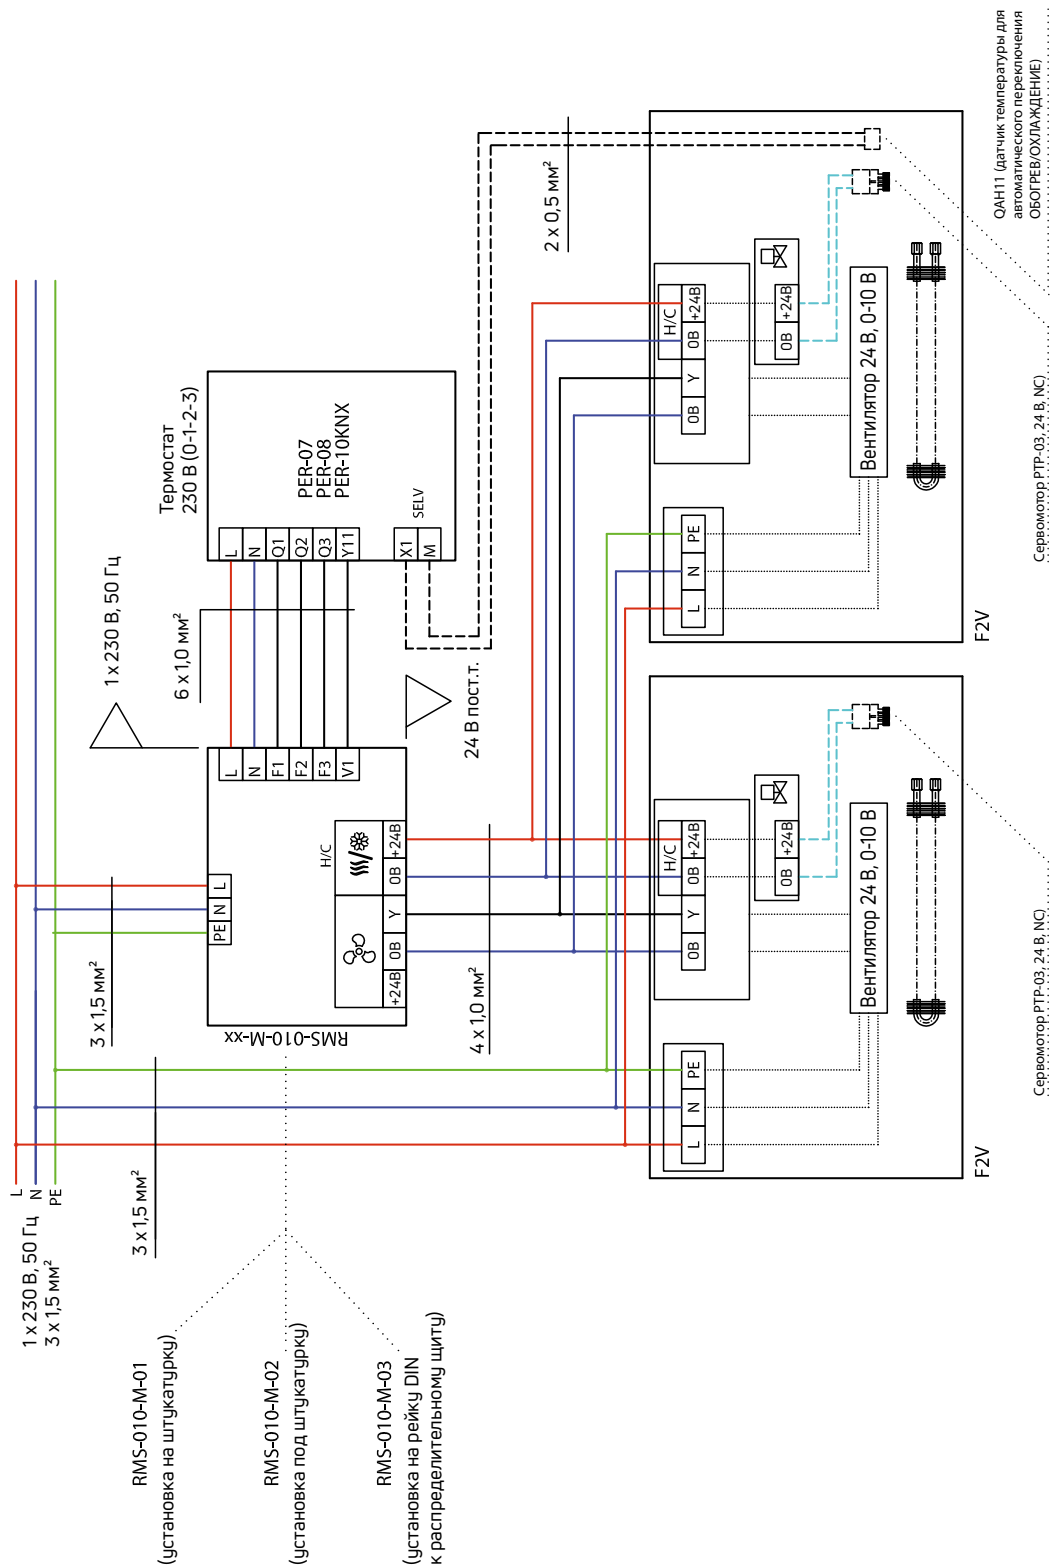 L
N
PE
1 x 230 В, 50 Гц
3 x 1,5 мм²
3 x 1,5 мм²
3 x 1,5 мм²
RMS-010-M-01
(установка на штукатурку)
RMS-010-M-02
(установка под штукатурку)
RMS-010-M-03
(установка на рейку DIN
к распределительному щиту)
RMS-010-M-xx
PE
N
L
1 x 230 В, 50 Гц
L
N
F1
F2
F3
V1
H/C
+24В
0В
Y
0В
+24В
6 x 1,0 мм²
24 В пост.т.
4 x 1,0 мм²
Термостат
230 В (0-1-2-3)
PER-07
PER-08
PER-10KNX
L
N
Q1
Q2
Q3
Y11
X1
M
SELV
2 x 0,5 мм²
L
N
PE
0В
Y
0В
+24В
H/C
0В
+24В
Вентилятор 24 В, 0-10 В
F2V
Сервомотор PTP-03, 24 В, NC)
L
N
PE
0В
Y
0В
+24В
H/C
0В
+24В
Вентилятор 24 В, 0-10 В
F2V
Сервомотор PTP-03, 24 В, NC)
QAH11 (датчик температуры для
автоматического переключения
ОБОГРЕВ/ОХЛАЖДЕНИЕ)